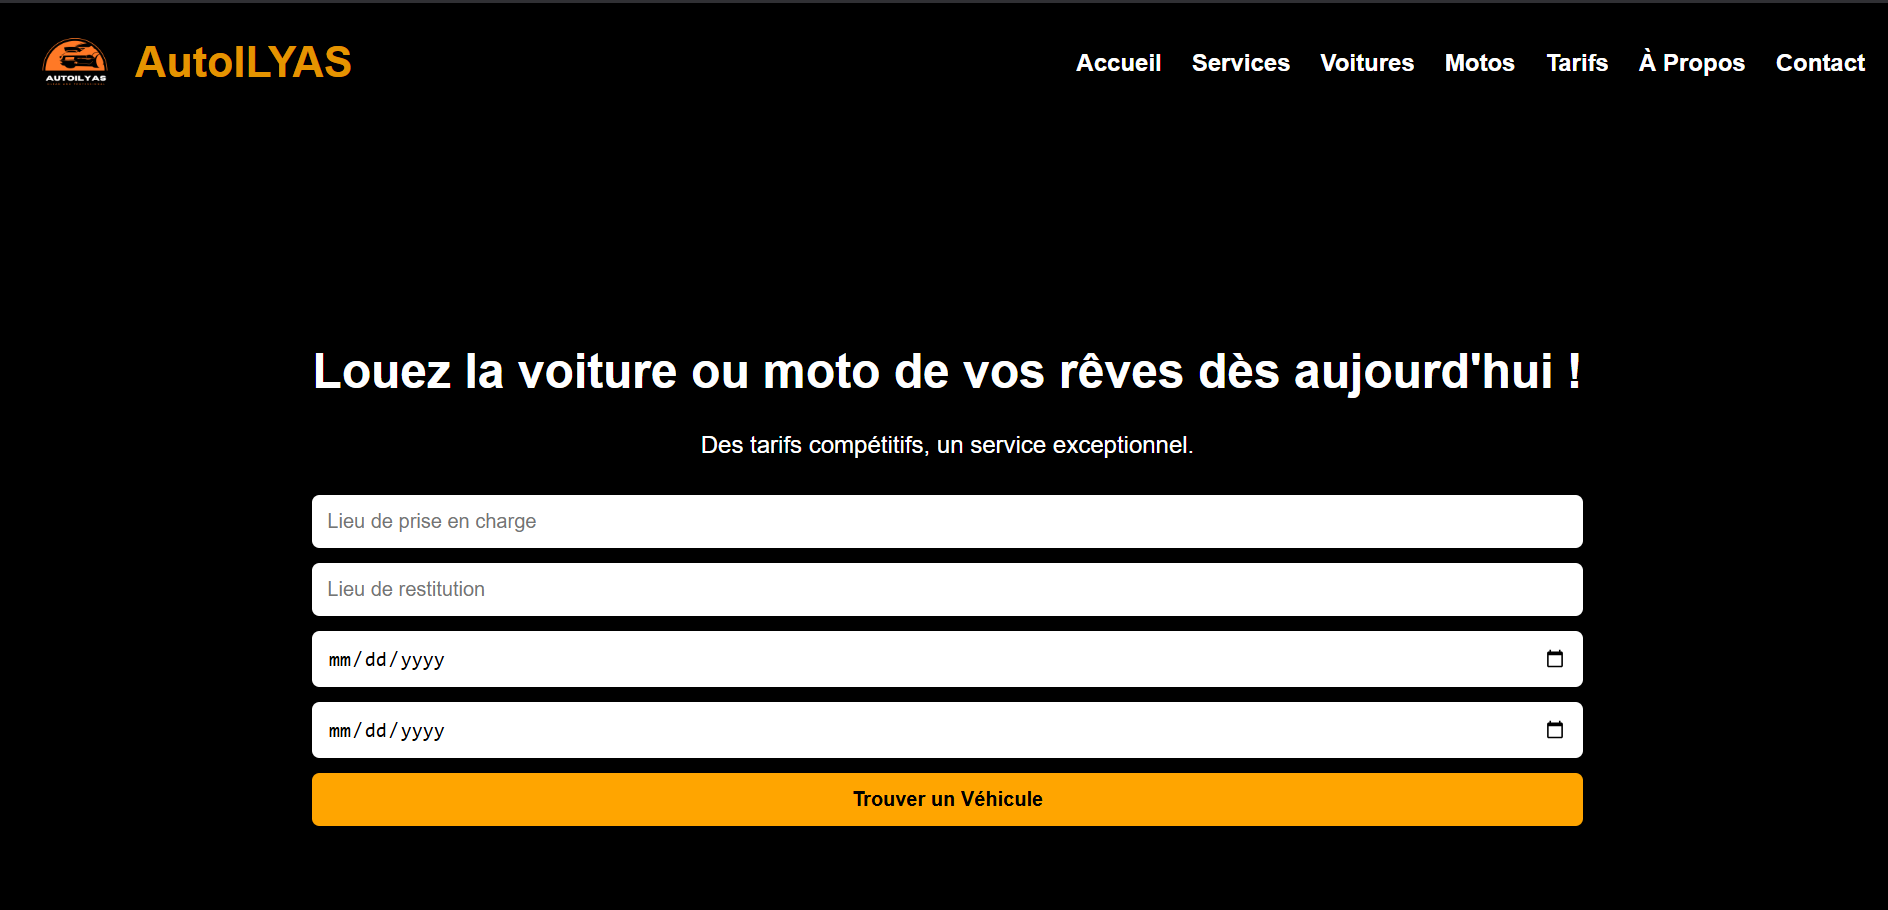 AUTOILYAS
AutoILYAS
Accueil Services Voitures Motos Tarifs À Propos Contact
Louez la voiture ou moto de vos rêves dès aujourd'hui !
Des tarifs compétitifs, un service exceptionnel.
Lieu de prise en charge
Lieu de restitution
mm/dd/yyyy
mm/dd/yyyy
Trouver un Véhicule